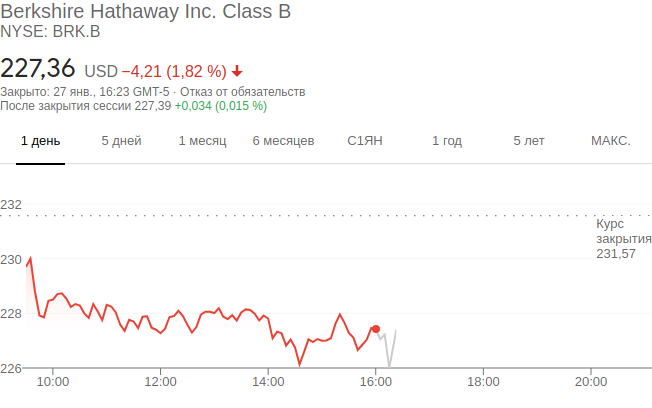 Berkshire Hathaway Inc. Class B
NYSE: BRK.B
227,36 USD −4,21 (1,82 %)
Закрыто: 27 янв., 16:23 GMT-5 · Отказ от обязательств
После закрытия сессии 227,39 +0,034 (0,015 %)
1 день 5 дней 1 месяц 6 месяцев С1ЯН 1 год 5 лет МАКС.
232
Курс
закрытия
231,57
230
228
226
10:00 12:00 14:00 16:00 18:00 20:00